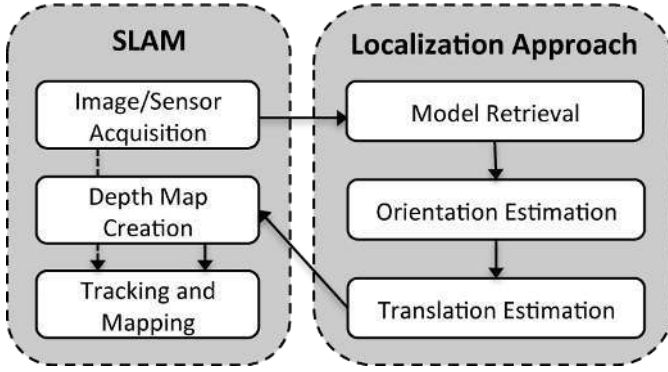 SLAM
Image/Sensor
Acquisition
Depth Map
Creation
Tracking and
Mapping
Localization Approach
Model Retrieval
Orientation Estimation
Translation Estimation